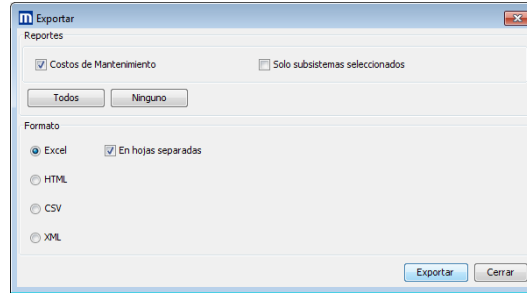 Exportar
Reportes
Costos de Mantenimiento Solo subsistemas seleccionados
Todos Ninguno
Formato
Excel En hojas separadas
HTML
CSV
XML
Exportar Cerrar